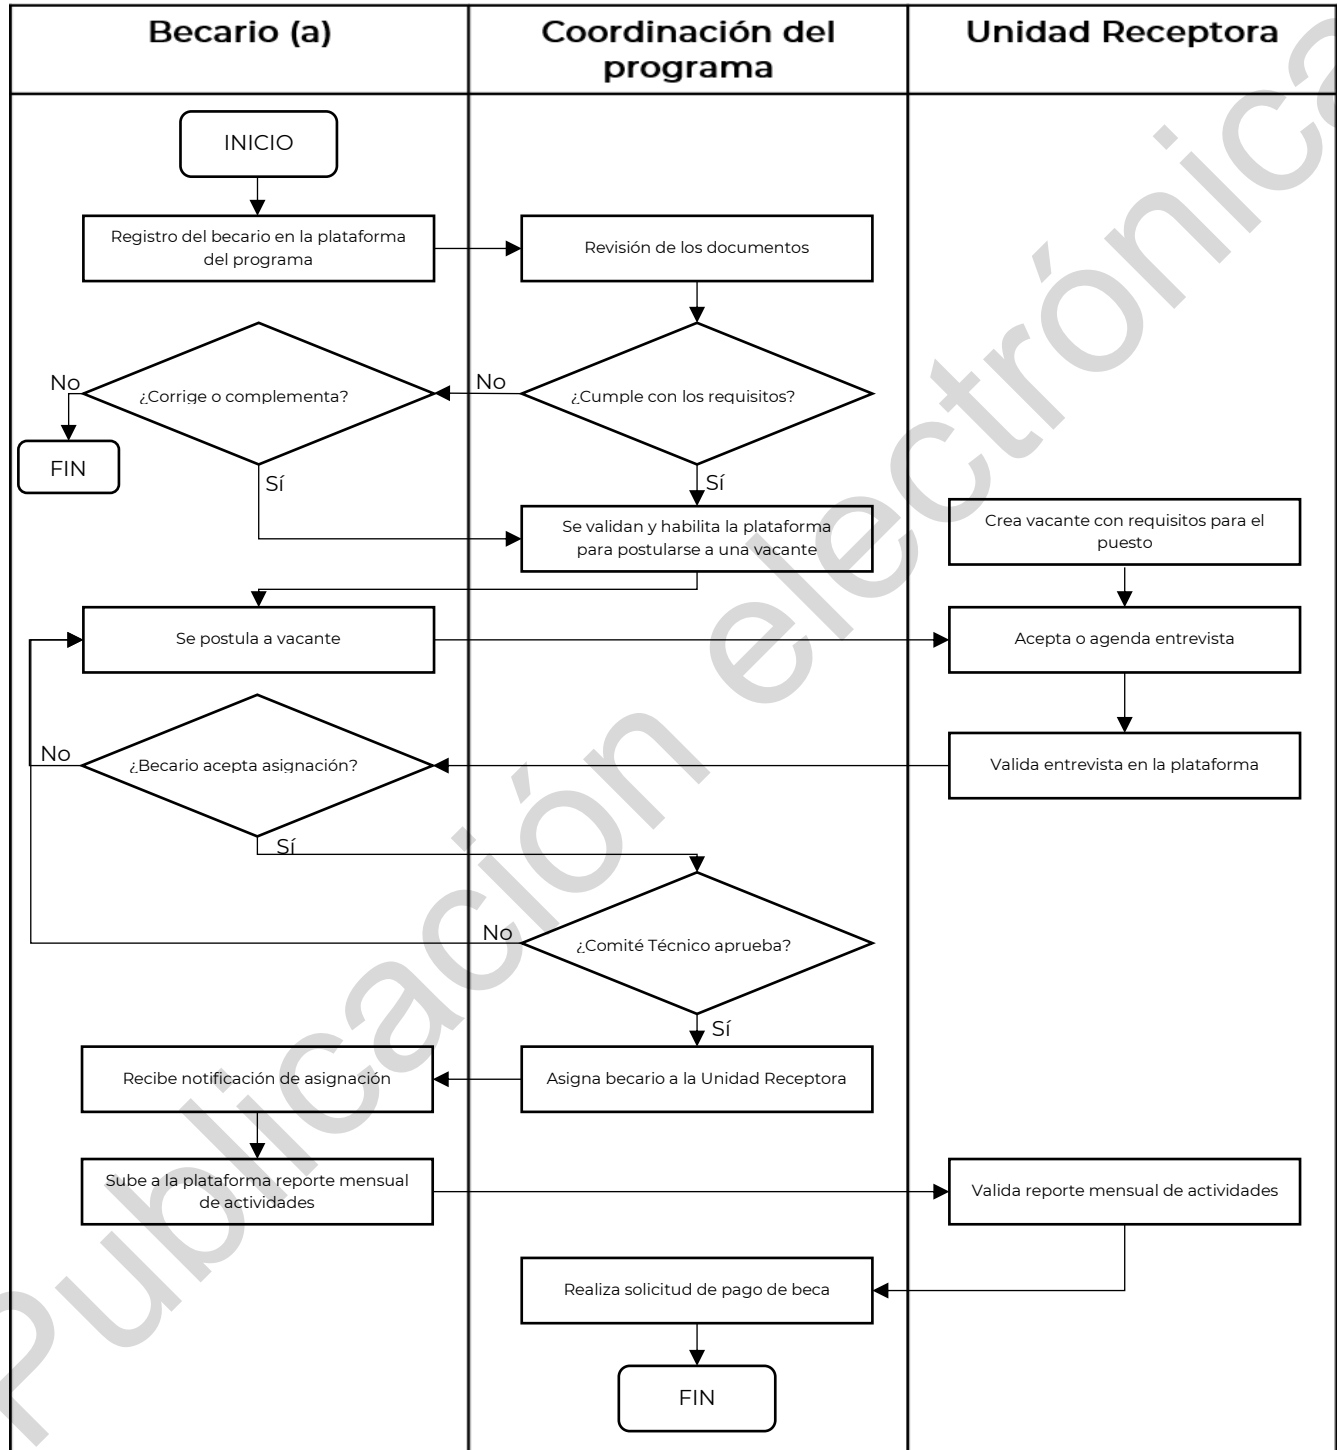 Becario (a)
Coordinación del
programa
Unidad Receptora
INICIO
Registro del becario en la plataforma
del programa
Revisión de los documentos
¿Corrige o complementa?
No
FIN
Sí
¿Cumple con los requisitos?
No
Sí
Se validan y habilita la plataforma
para postularse a una vacante
Crea vacante con requisitos para el
puesto
Se postula a vacante
Acepta o agenda entrevista
¿Becario acepta asignación?
No
Sí
Valida entrevista en la plataforma
¿Comité Técnico aprueba?
No
Sí
Recibe notificación de asignación
Asigna becario a la Unidad Receptora
Sube a la plataforma reporte mensual
de actividades
Valida reporte mensual de actividades
Realiza solicitud de pago de beca
FIN
Publicación electrónica